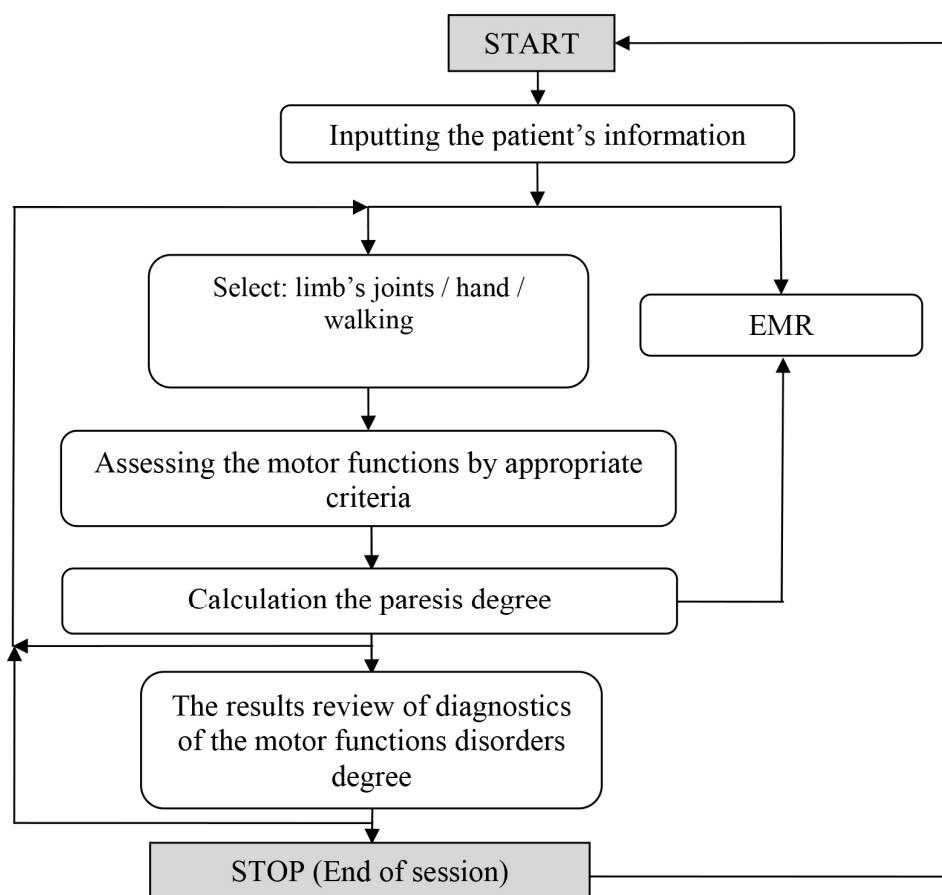 START
Inputting the patient’s information
Select: limb’s joints / hand /
walking
EMR
Assessing the motor functions by appropriate
criteria
Calculation the paresis degree
The results review of diagnostics
of the motor functions disorders
degree
STOP (End of session)